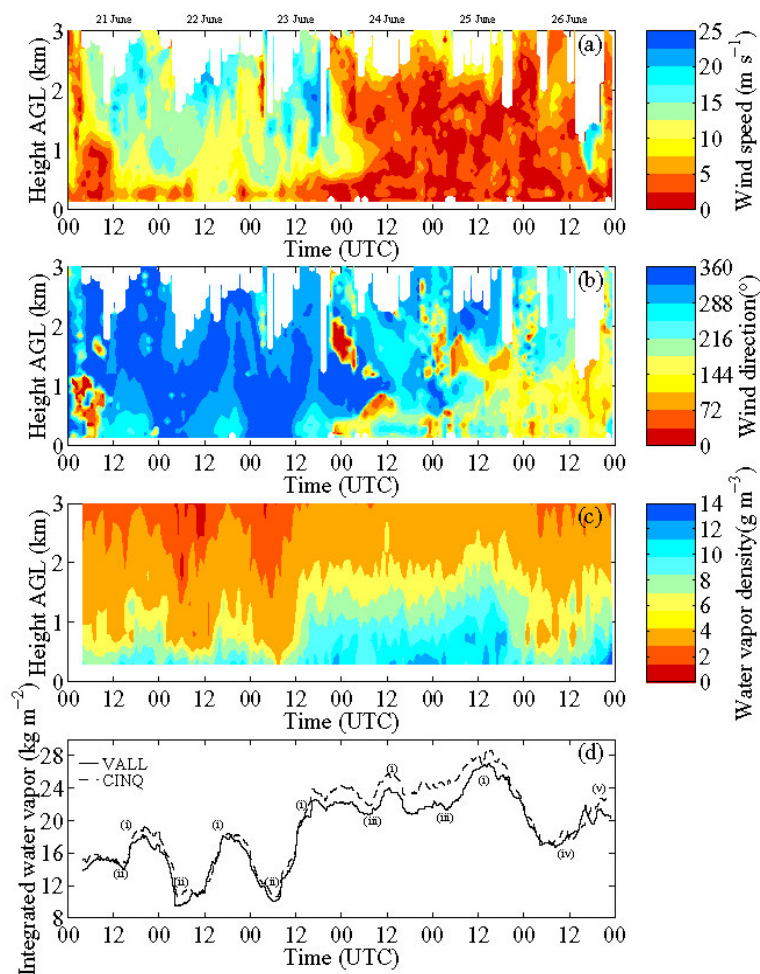 21 June 22 June 23 June 24 June 25 June 26 June
(a)
3
2
1
0
Height AGL (km)
00 12 00 12 00 12 00 12 00 12 00 12 00
Time (UTC)
25
20
15
10
5
0
Wind speed (m s−1)
(b)
3
2
1
0
Height AGL (km)
00 12 00 12 00 12 00 12 00 12 00 12 00
Time (UTC)
360
288
216
144
72
0
Wind direction(°)
(c)
3
2
1
0
Height AGL (km)
00 12 00 12 00 12 00 12 00 12 00 12 00
Time (UTC)
14
12
10
8
6
4
2
0
Water vapor density(g m−3)
(d)
VALL
CINQ
28
24
20
16
12
8
Integrated water vapor (kg m−2)
(ii) (i) (ii) (i) (ii) (i) (iii) (i) (iii) (i) (iv) (v)
00 12 00 12 00 12 00 12 00 12 00 12 00
Time (UTC)